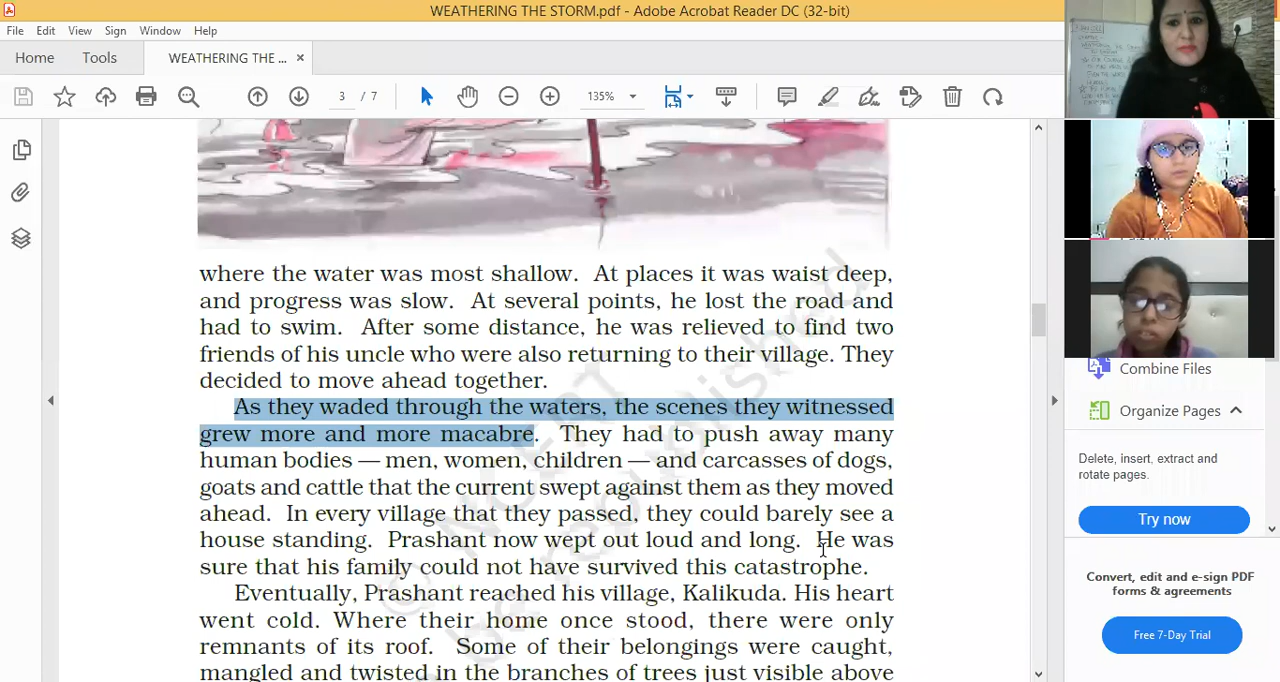 WEATHERING THE STORM.pdf - Adobe Acrobat Reader DC (32-bit)
File Edit View Sign Window Help
Home Tools WEATHERING THE ... ×
3 / 7 135%
where the water was most shallow. At places it was waist deep,
and progress was slow. At several points, he lost the road and
had to swim. After some distance, he was relieved to find two
friends of his uncle who were also returning to their village. They
decided to move ahead together.
As they waded through the waters, the scenes they witnessed
grew more and more macabre. They had to push away many
human bodies — men, women, children — and carcasses of dogs,
goats and cattle that the current swept against them as they moved
ahead. In every village that they passed, they could barely see a
house standing. Prashant now wept out loud and long. He was
sure that his family could not have survived this catastrophe.
Eventually, Prashant reached his village, Kalikuda. His heart
went cold. Where their home once stood, there were only
remnants of its roof. Some of their belongings were caught,
mangled and twisted in the branches of trees just visible above
© NCERT
be republished
Combine Files
Organize Pages
Delete, insert, extract and
rotate pages.
Try now
Convert, edit and e-sign PDF
forms & agreements
Free 7-Day Trial